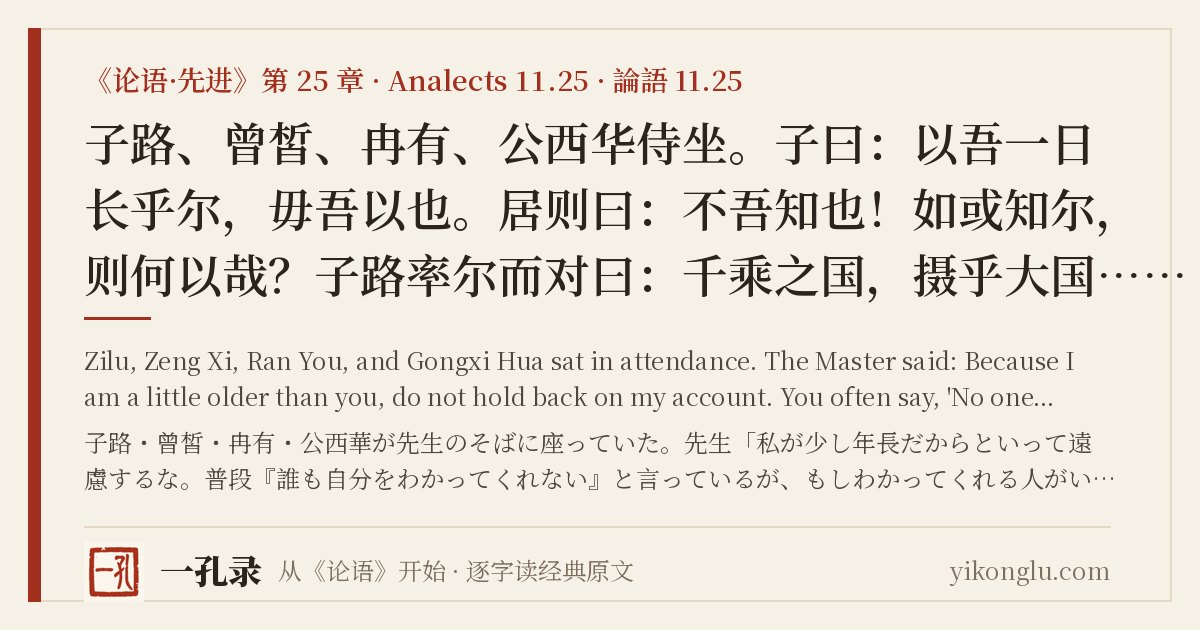 《论语·先进》第 25 章 · Analects 11.25 · 論語 11.25
子路、曾皙、冉有、公西华侍坐。子曰：以吾一日
长乎尔，毋吾以也。居则曰：不吾知也！如或知尔，
则何以哉？子路率尔而对曰：千乘之国，摄乎大国……
Zilu, Zeng Xi, Ran You, and Gongxi Hua sat in attendance. The Master said: Because I
am a little older than you, do not hold back on my account. You often say, 'No one...
子路・曾皙・冉有・公西華が先生のそばに座っていた。先生「私が少し年長だからといって遠
慮するな。普段『誰も自分をわかってくれない』と言っているが、もしわかってくれる人がい…
一孔
一孔录
从《论语》开始 · 逐字读经典原文
yikonglu.com